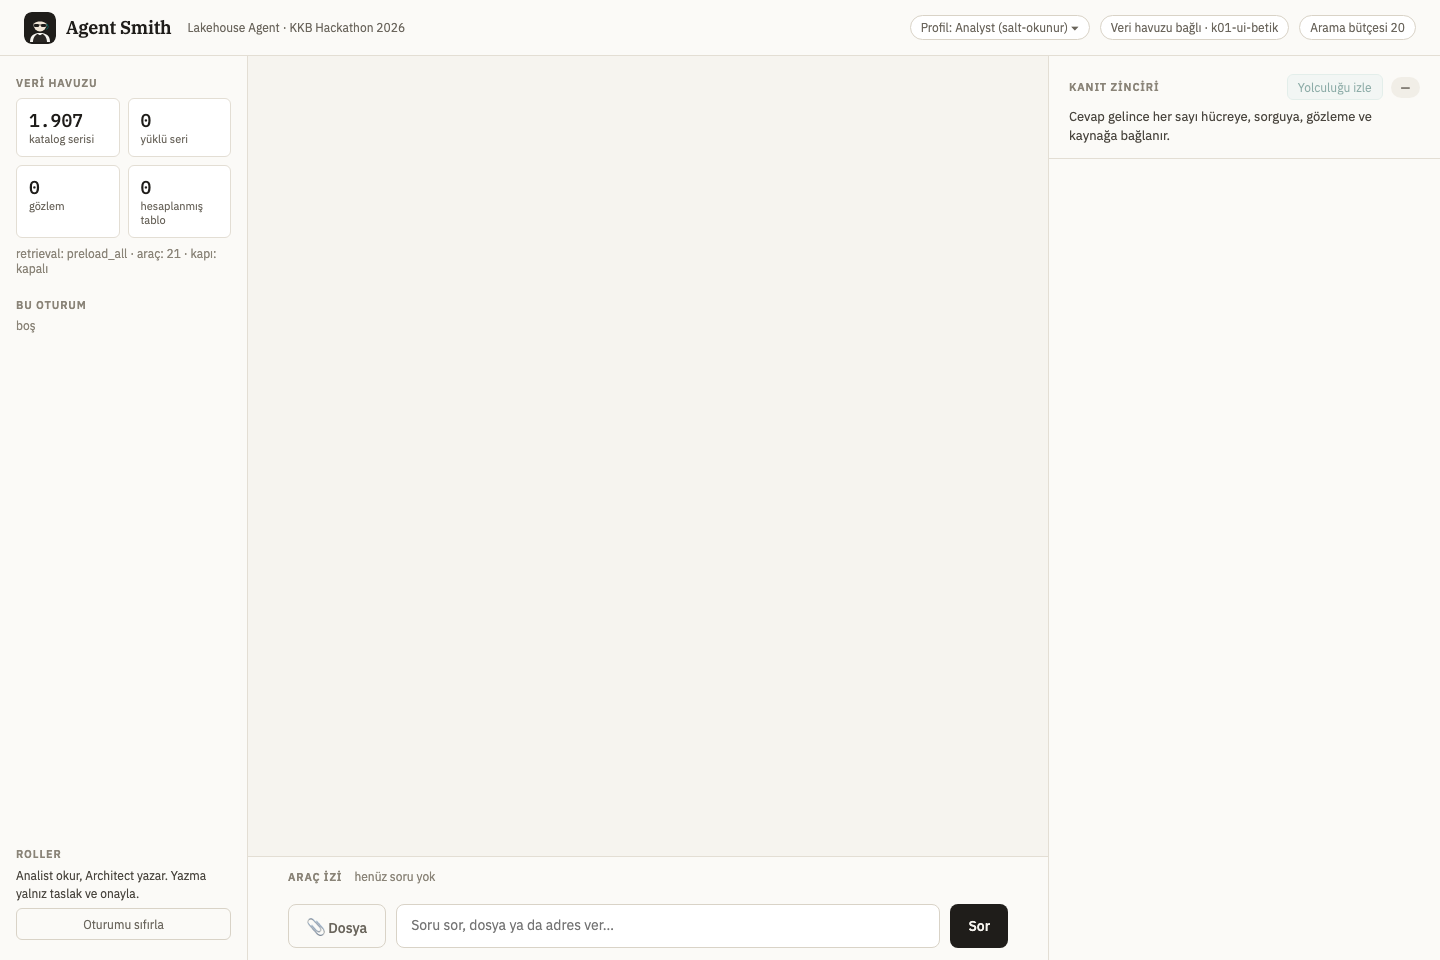 Agent Smith
Lakehouse Agent · KKB Hackathon 2026
Profil: Analyst (salt-okunur)
Veri havuzu bağlı · k01-ui-betik
Arama bütçesi 20
VERİ HAVUZU
1.907
katalog serisi
0
yüklü seri
0
gözlem
0
hesaplanmış
tablo
retrieval: preload_all · araç: 21 · kapı:
kapalı
BU OTURUM
boş
ROLLER
Analist okur, Architect yazar. Yazma
yalnız taslak ve onayla.
Oturumu sıfırla
ARAÇ İZİ henüz soru yok
Dosya
Soru sor, dosya ya da adres ver...
Sor
KANIT ZİNCİRİ
Yolculuğu izle
–
Cevap gelince her sayı hücreye, sorguya, gözleme ve
kaynağa bağlanır.